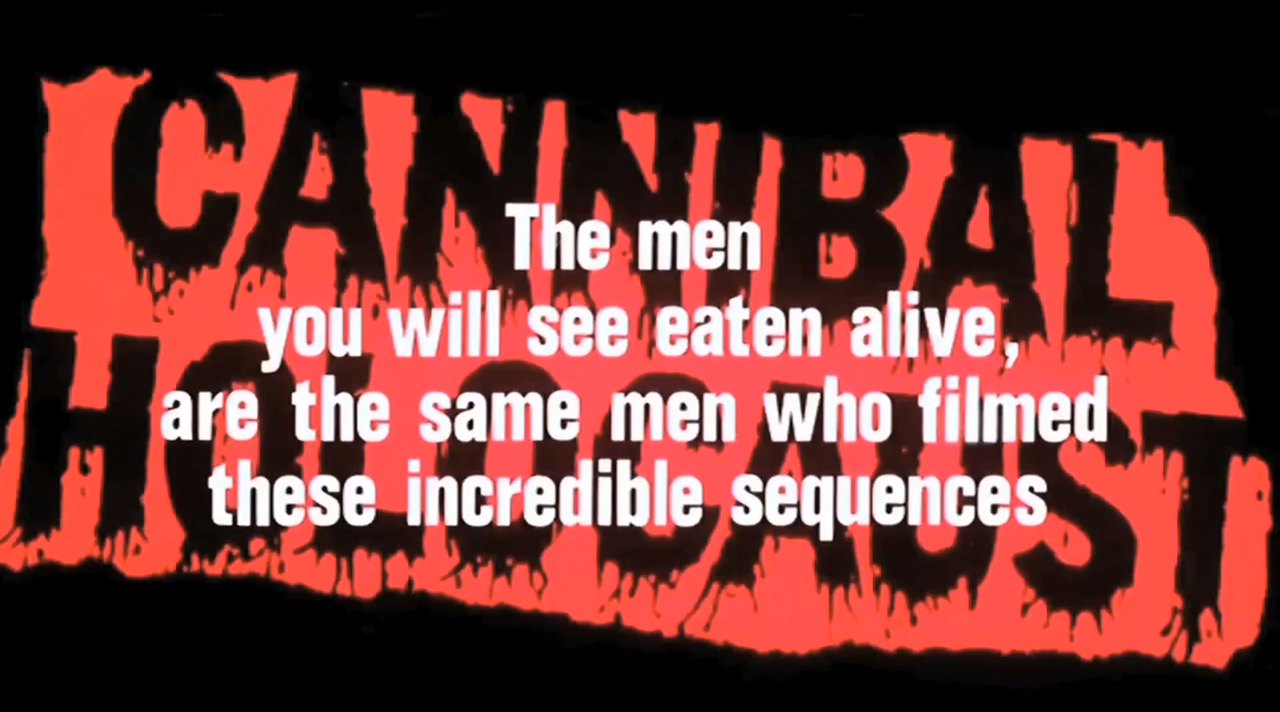 CANNIBAL
HOLOCAUST
The men
you will see eaten alive,
are the same men who filmed
these incredible sequences